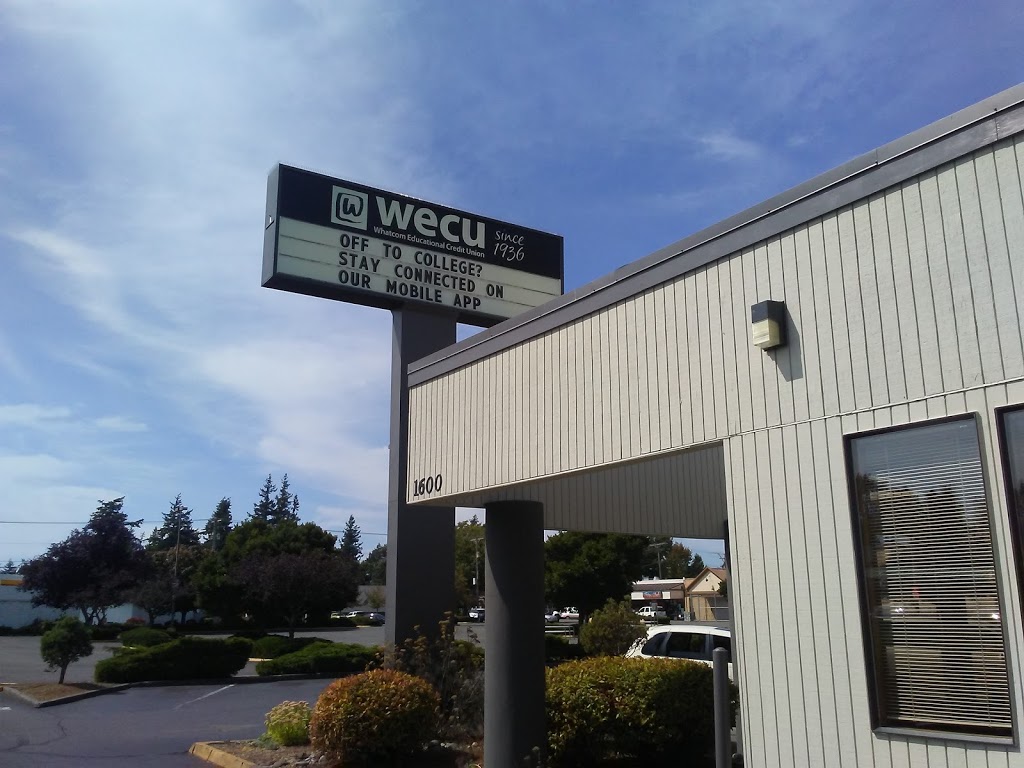 w
wecu
Whatcom Educational Credit Union
since
1936
OFF TO COLLEGE?
STAY CONNECTED ON
OUR MOBILE APP
1600